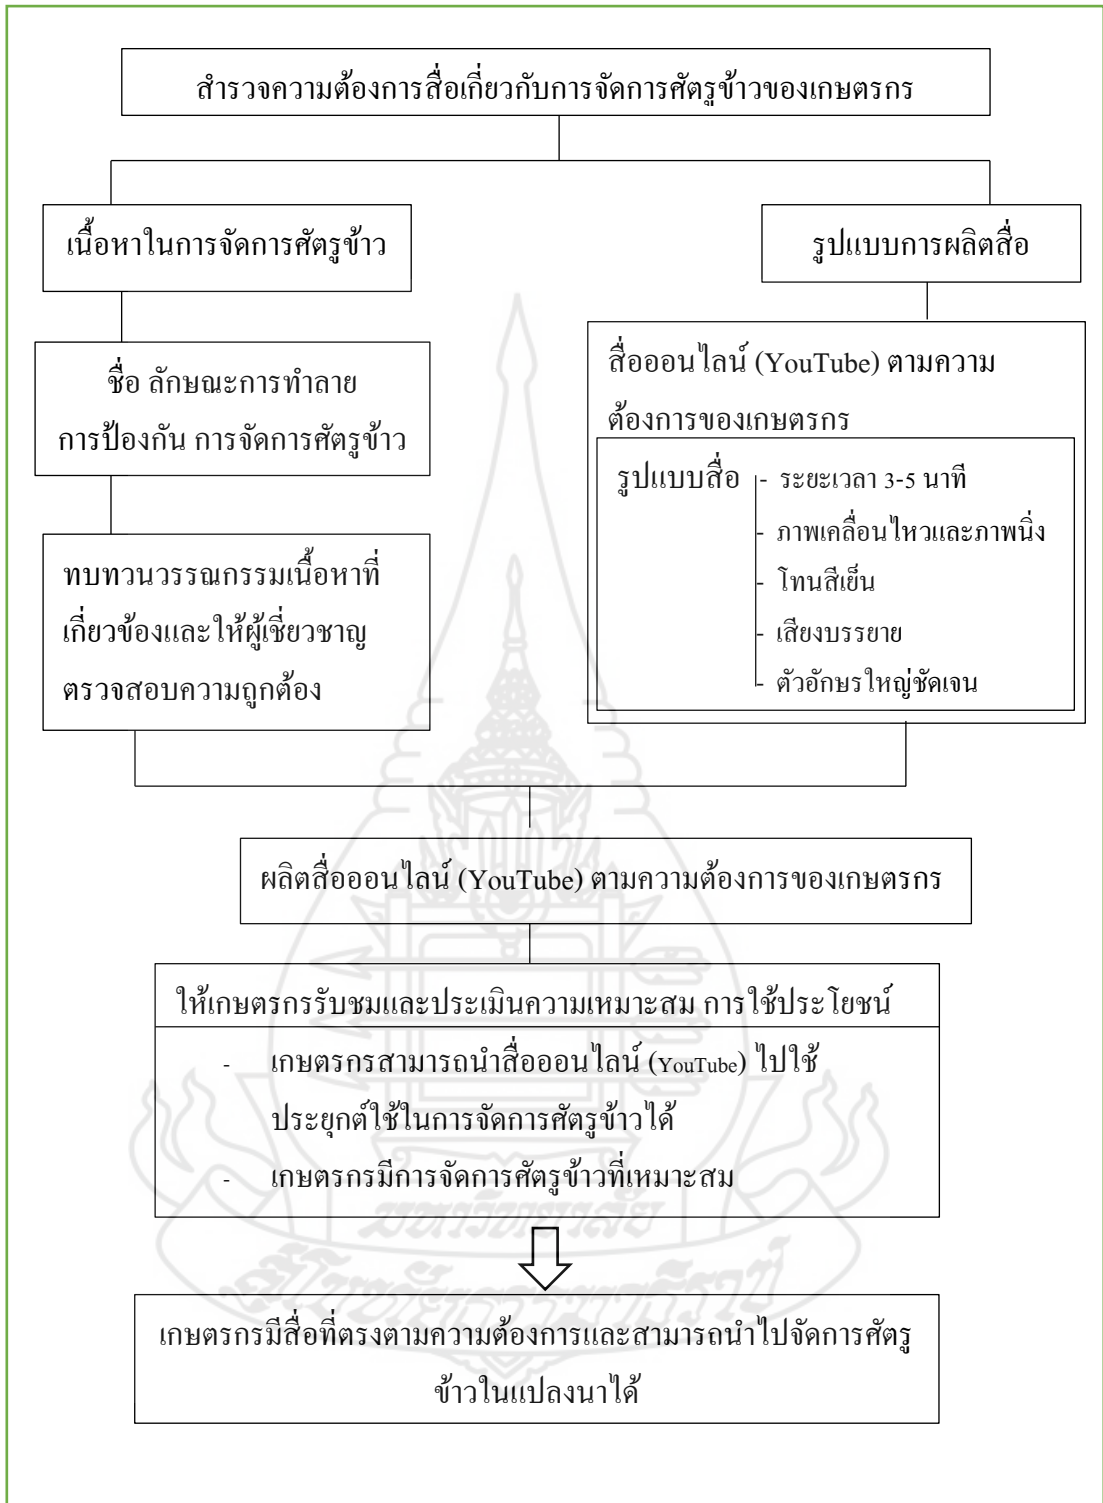 สำรวจความต้องการสื่อเกี่ยวกับการจัดการศัตรูข้าวของเกษตรกร
เนื้อหาในการจัดการศัตรูข้าว
ชื่อ ลักษณะการทำลาย
การป้องกัน การจัดการศัตรูข้าว
ทบทวนวรรณกรรมเนื้อหาที่
เกี่ยวข้องและให้ผู้เชี่ยวชาญ
ตรวจสอบความถูกต้อง
รูปแบบการผลิตสื่อ
สื่อออนไลน์ (YouTube) ตามความ
ต้องการของเกษตรกร
รูปแบบสื่อ - ระยะเวลา 3-5 นาที
- ภาพเคลื่อนไหวและภาพนิ่ง
- โทนสีเย็น
- เสียงบรรยาย
- ตัวอักษรใหญ่ชัดเจน
ผลิตสื่อออนไลน์ (YouTube) ตามความต้องการของเกษตรกร
ให้เกษตรกรรับชมและประเมินความเหมาะสม การใช้ประโยชน์
- เกษตรกรสามารถนำสื่อออนไลน์ (YouTube) ไปใช้
ประยุกต์ใช้ในการจัดการศัตรูข้าวได้
- เกษตรกรมีการจัดการศัตรูข้าวที่เหมาะสม
มหาวิทยาลัย
สุโขทัยธรรมาธิราช
เกษตรกรมีสื่อที่ตรงตามความต้องการและสามารถนำไปจัดการศัตรู
ข้าวในแปลงนาได้